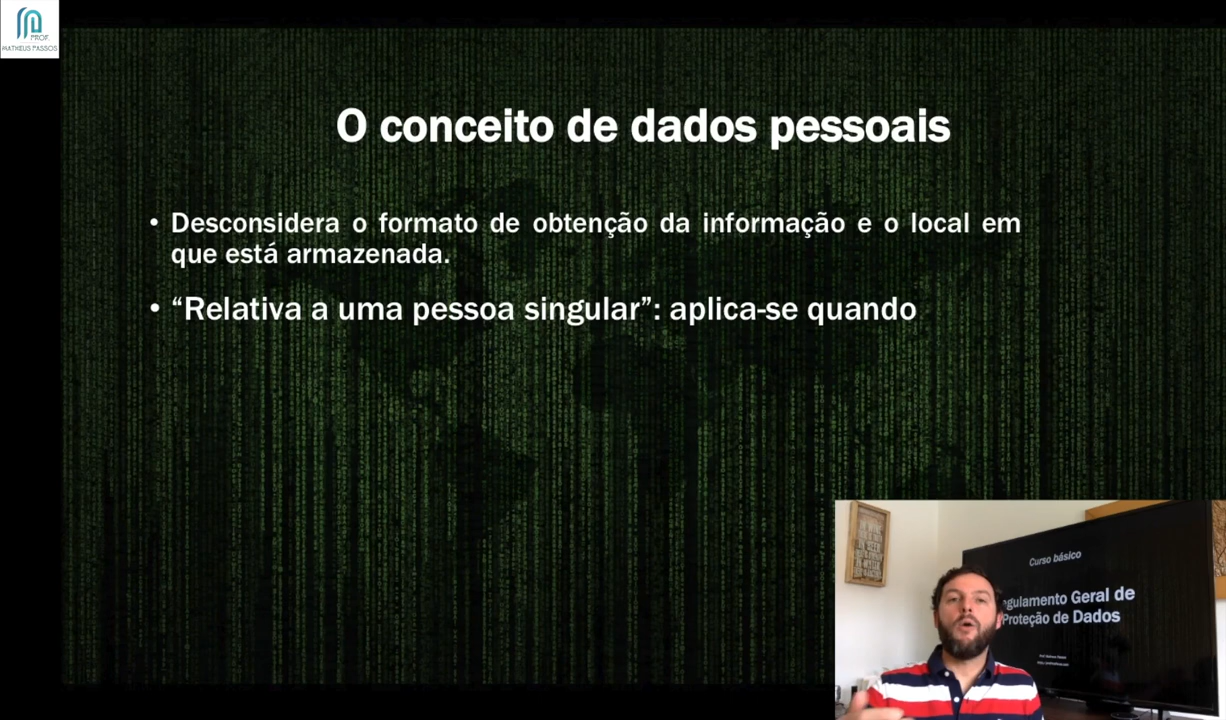 PROF.
MATHEUS PASSOS
O conceito de dados pessoais
• Desconsidera o formato de obtenção da informação e o local em
que está armazenada.
• “Relativa a uma pessoa singular”: aplica-se quando
Curso básico
egulamento Geral de
Proteção de Dados